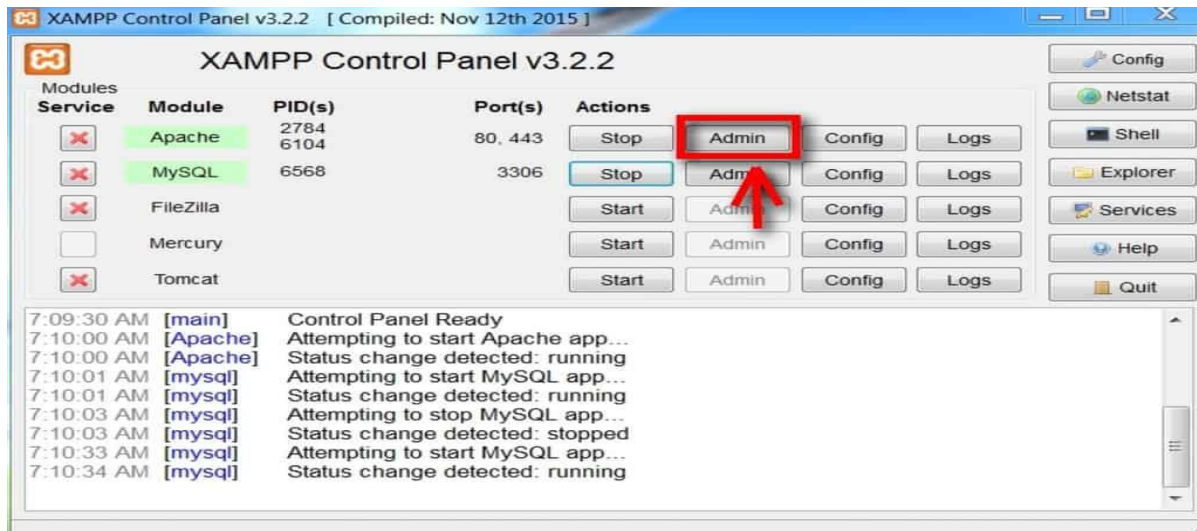 XAMPP Control Panel v3.2.2 [ Compiled: Nov 12th 2015 ]
XAMPP Control Panel v3.2.2
Config
Modules
Service Module PID(s) Port(s) Actions
Netstat
Apache 2784 6104 80, 443 Stop Admin Config Logs
Shell
MySQL 6568 3306 Stop Admin Config Logs
Explorer
FileZilla Start Admin Config Logs
Services
Mercury Start Admin Config Logs
Help
Tomcat Start Admin Config Logs
Quit
7:09:30 AM [main] Control Panel Ready
7:10:00 AM [Apache] Attempting to start Apache app...
7:10:00 AM [Apache] Status change detected: running
7:10:01 AM [mysql] Attempting to start MySQL app...
7:10:01 AM [mysql] Status change detected: running
7:10:03 AM [mysql] Attempting to stop MySQL app...
7:10:03 AM [mysql] Status change detected: stopped
7:10:33 AM [mysql] Attempting to start MySQL app...
7:10:34 AM [mysql] Status change detected: running